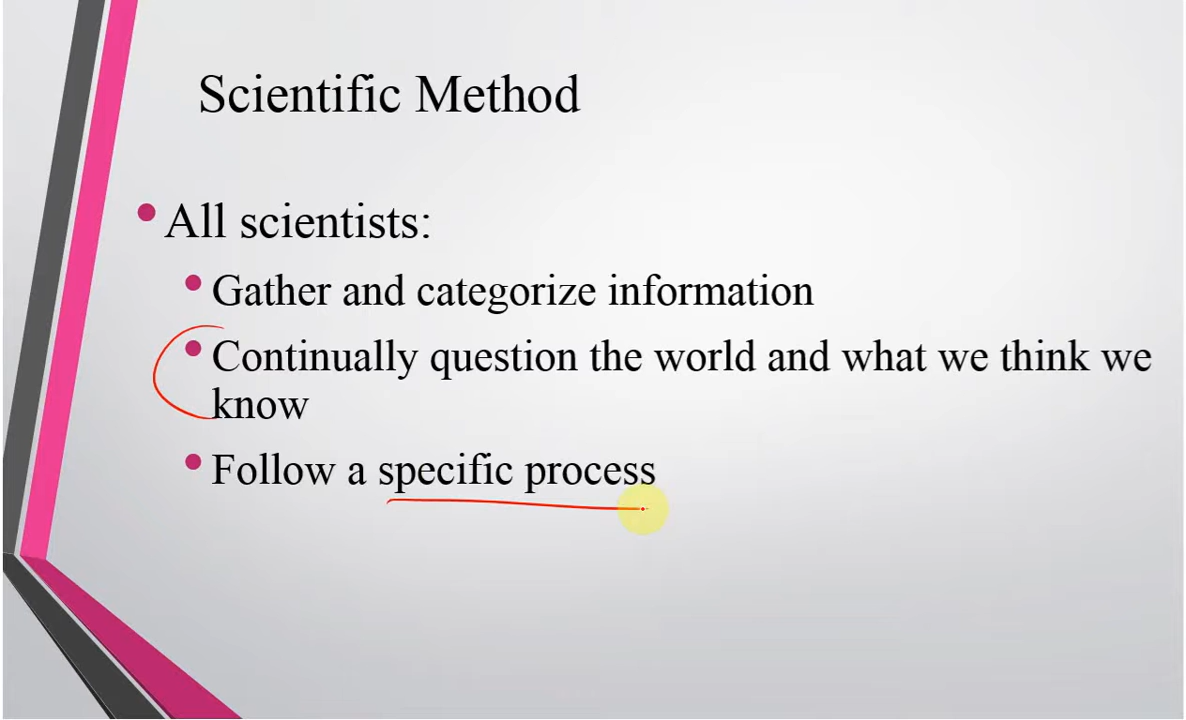 Scientific Method
All scientists:
Gather and categorize information
Continually question the world and what we think we
know
Follow a specific process